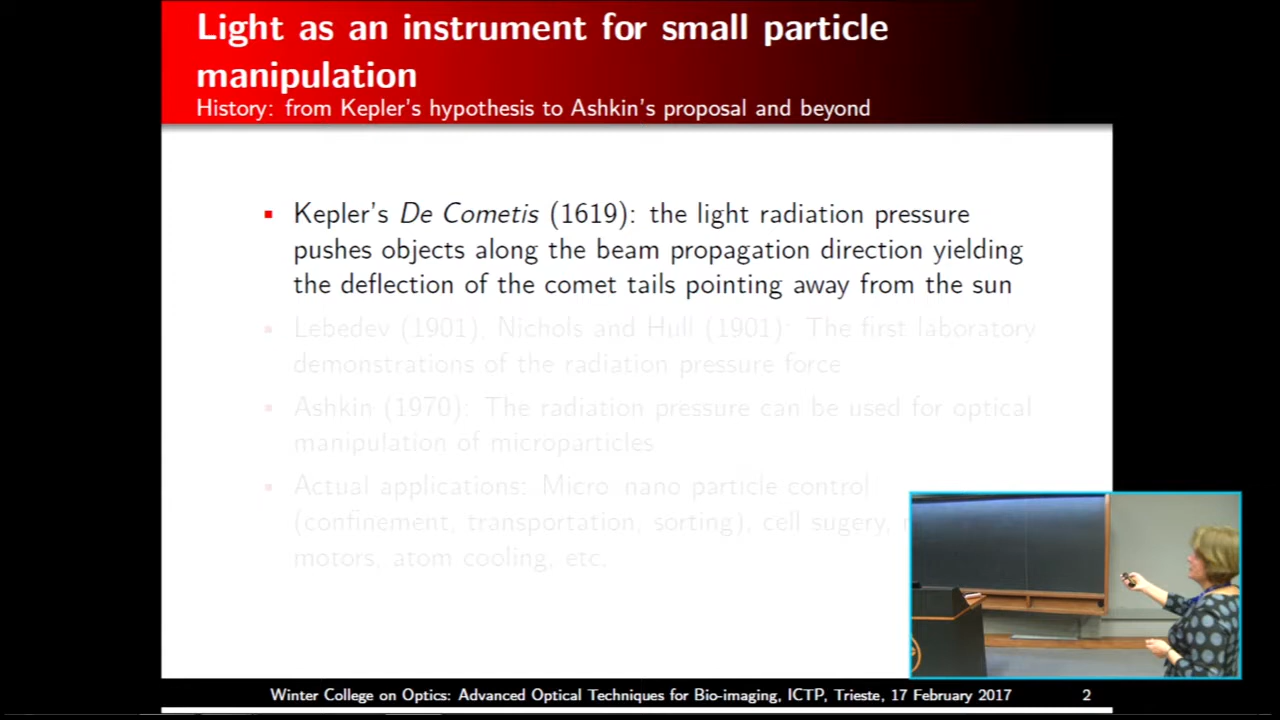 Light as an instrument for small particle
manipulation
History: from Kepler's hypothesis to Ashkin's proposal and beyond
Kepler's De Cometis (1619): the light radiation pressure
pushes objects along the beam propagation direction yielding
the deflection of the comet tails pointing away from the sun
Lebedev (1901), Nichols and Hull (1901): The first laboratory
demonstrations of the radiation pressure force
Ashkin (1970): The radiation pressure can be used for optical
manipulation of microparticles
Actual applications: Micro nano particle control
(confinement, transportation, sorting), cell sugery,
motors, atom cooling, etc.
Winter College on Optics: Advanced Optical Techniques for Bio-imaging, ICTP, Trieste, 17 February 2017 2